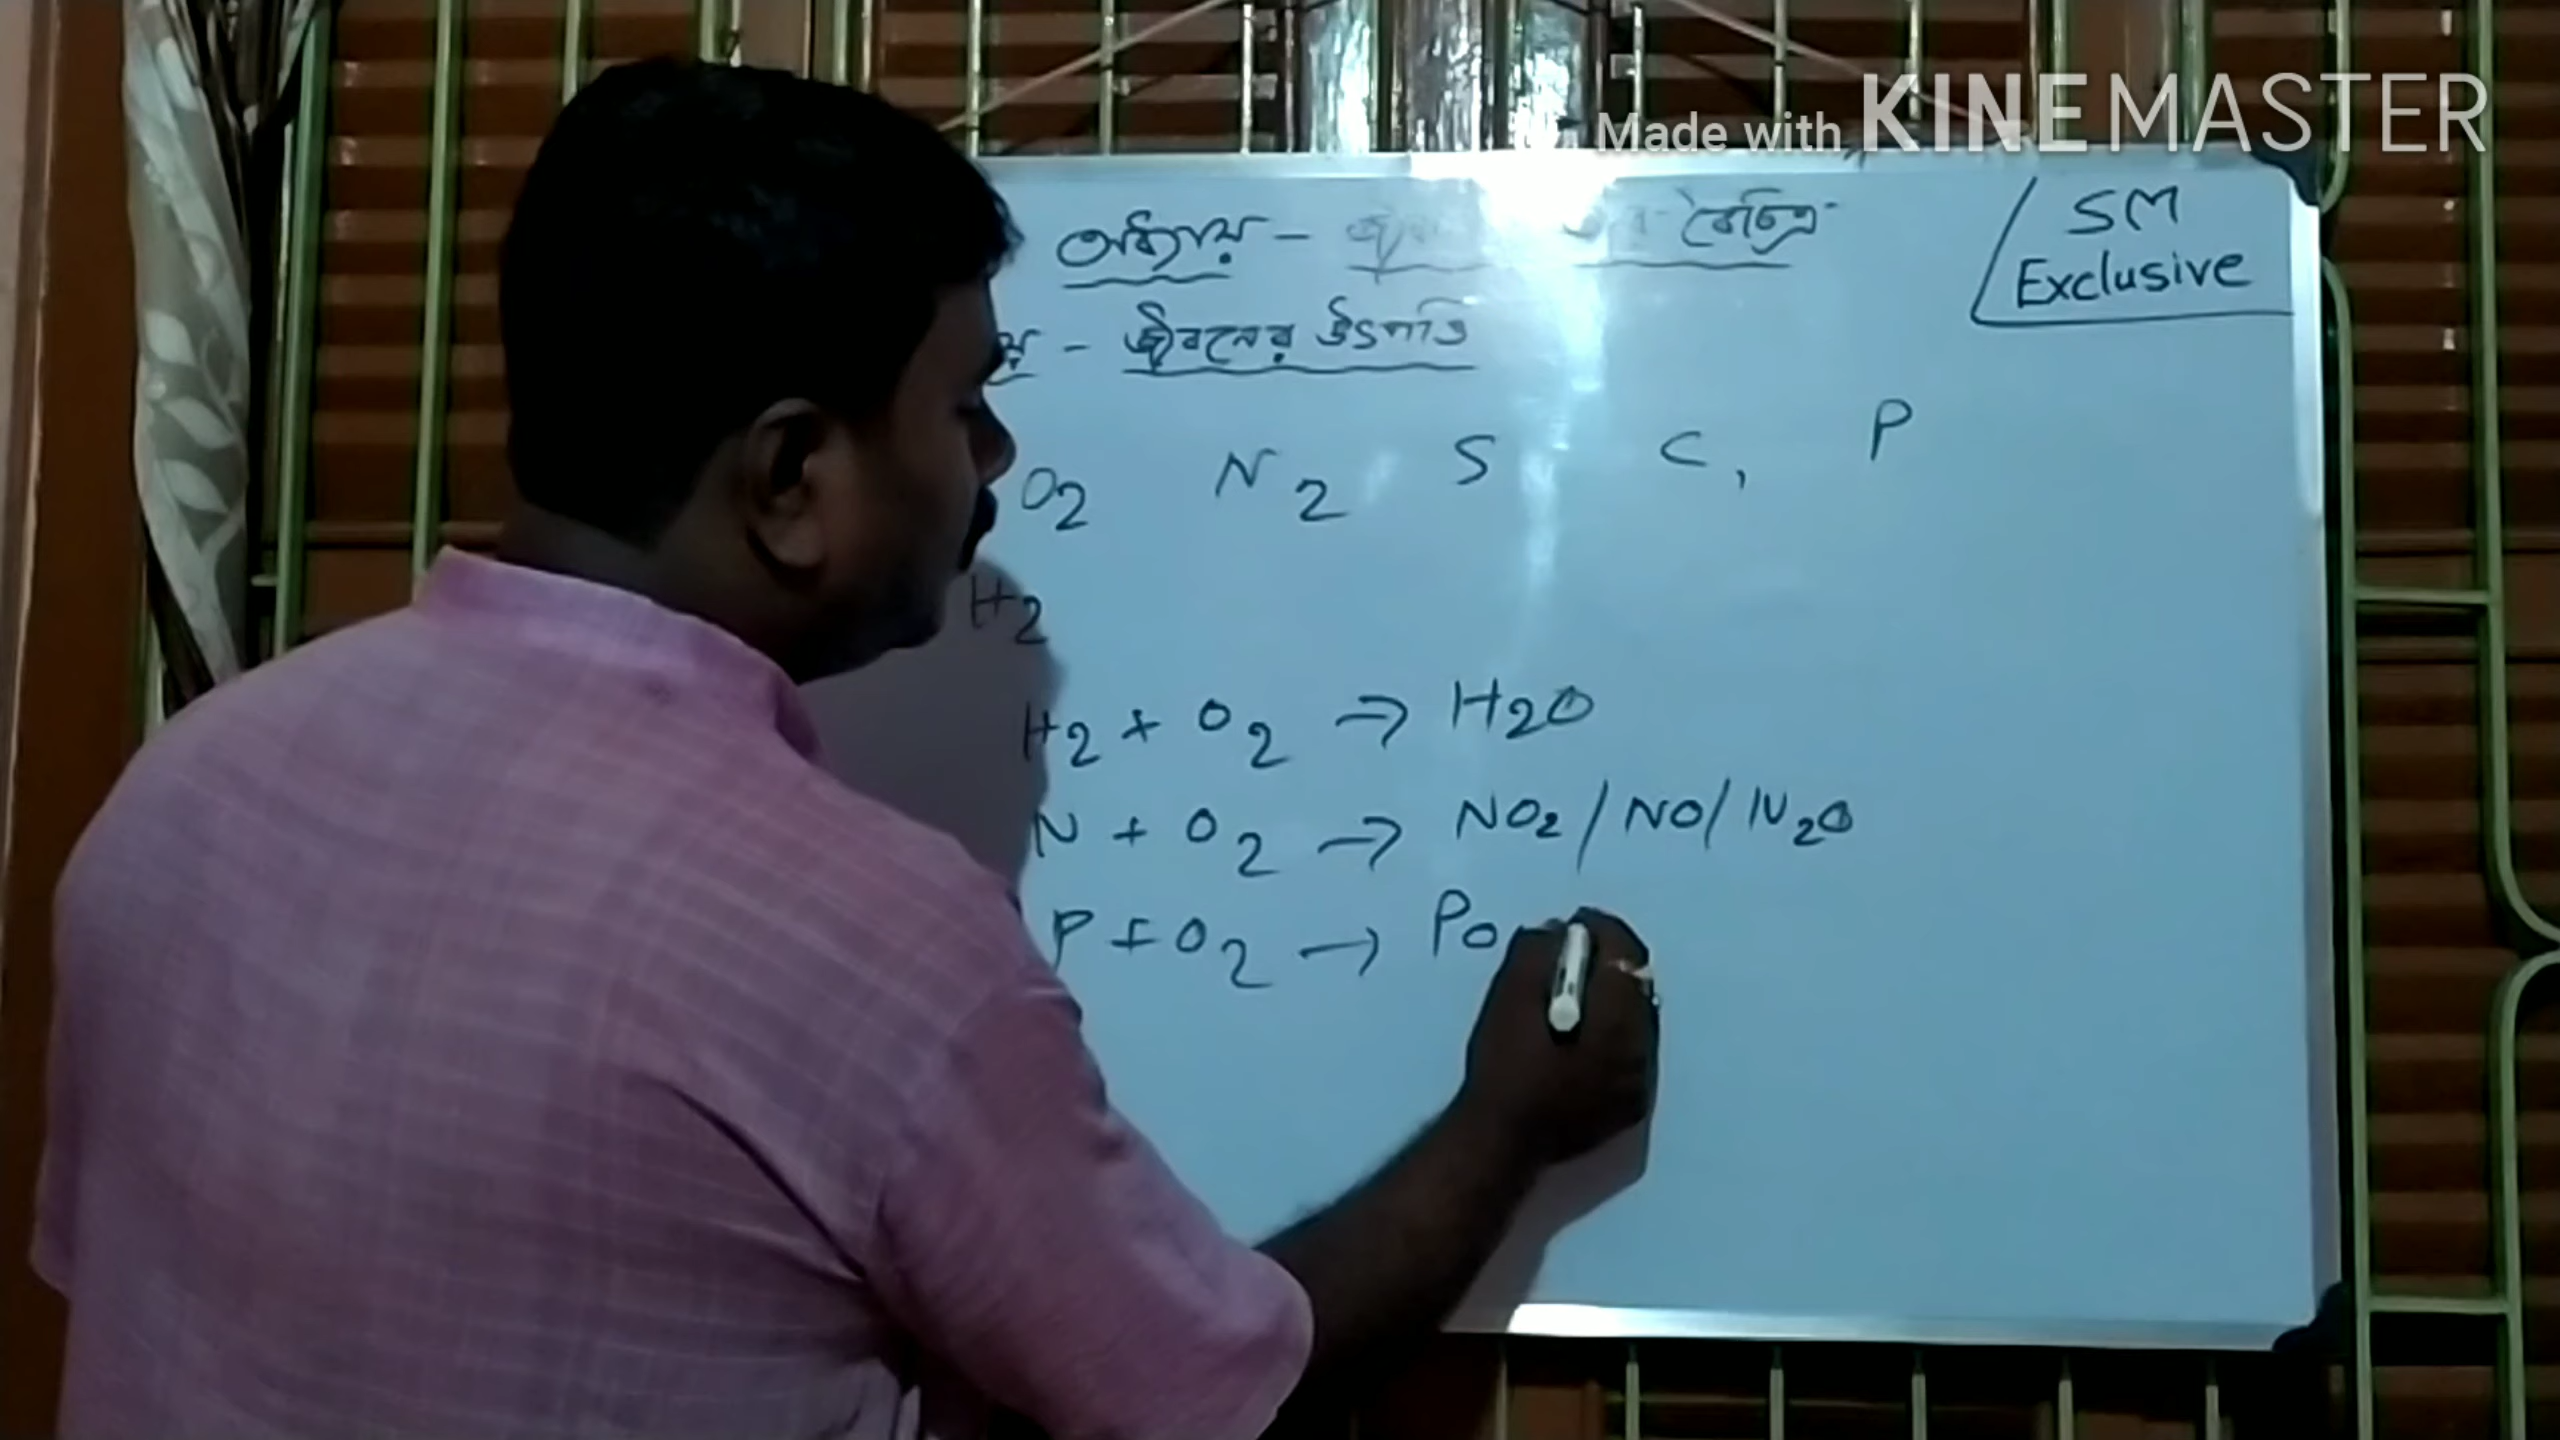 Made with KINEMASTER
অধ্যায় - বৈচিত্র
SM
Exclusive
য় - জীবনের উৎপত্তি
O2 N2 S C, P
H2
H2 + O2 → H2O
N + O2 → NO2 / NO / N2O
P + O2 → PO